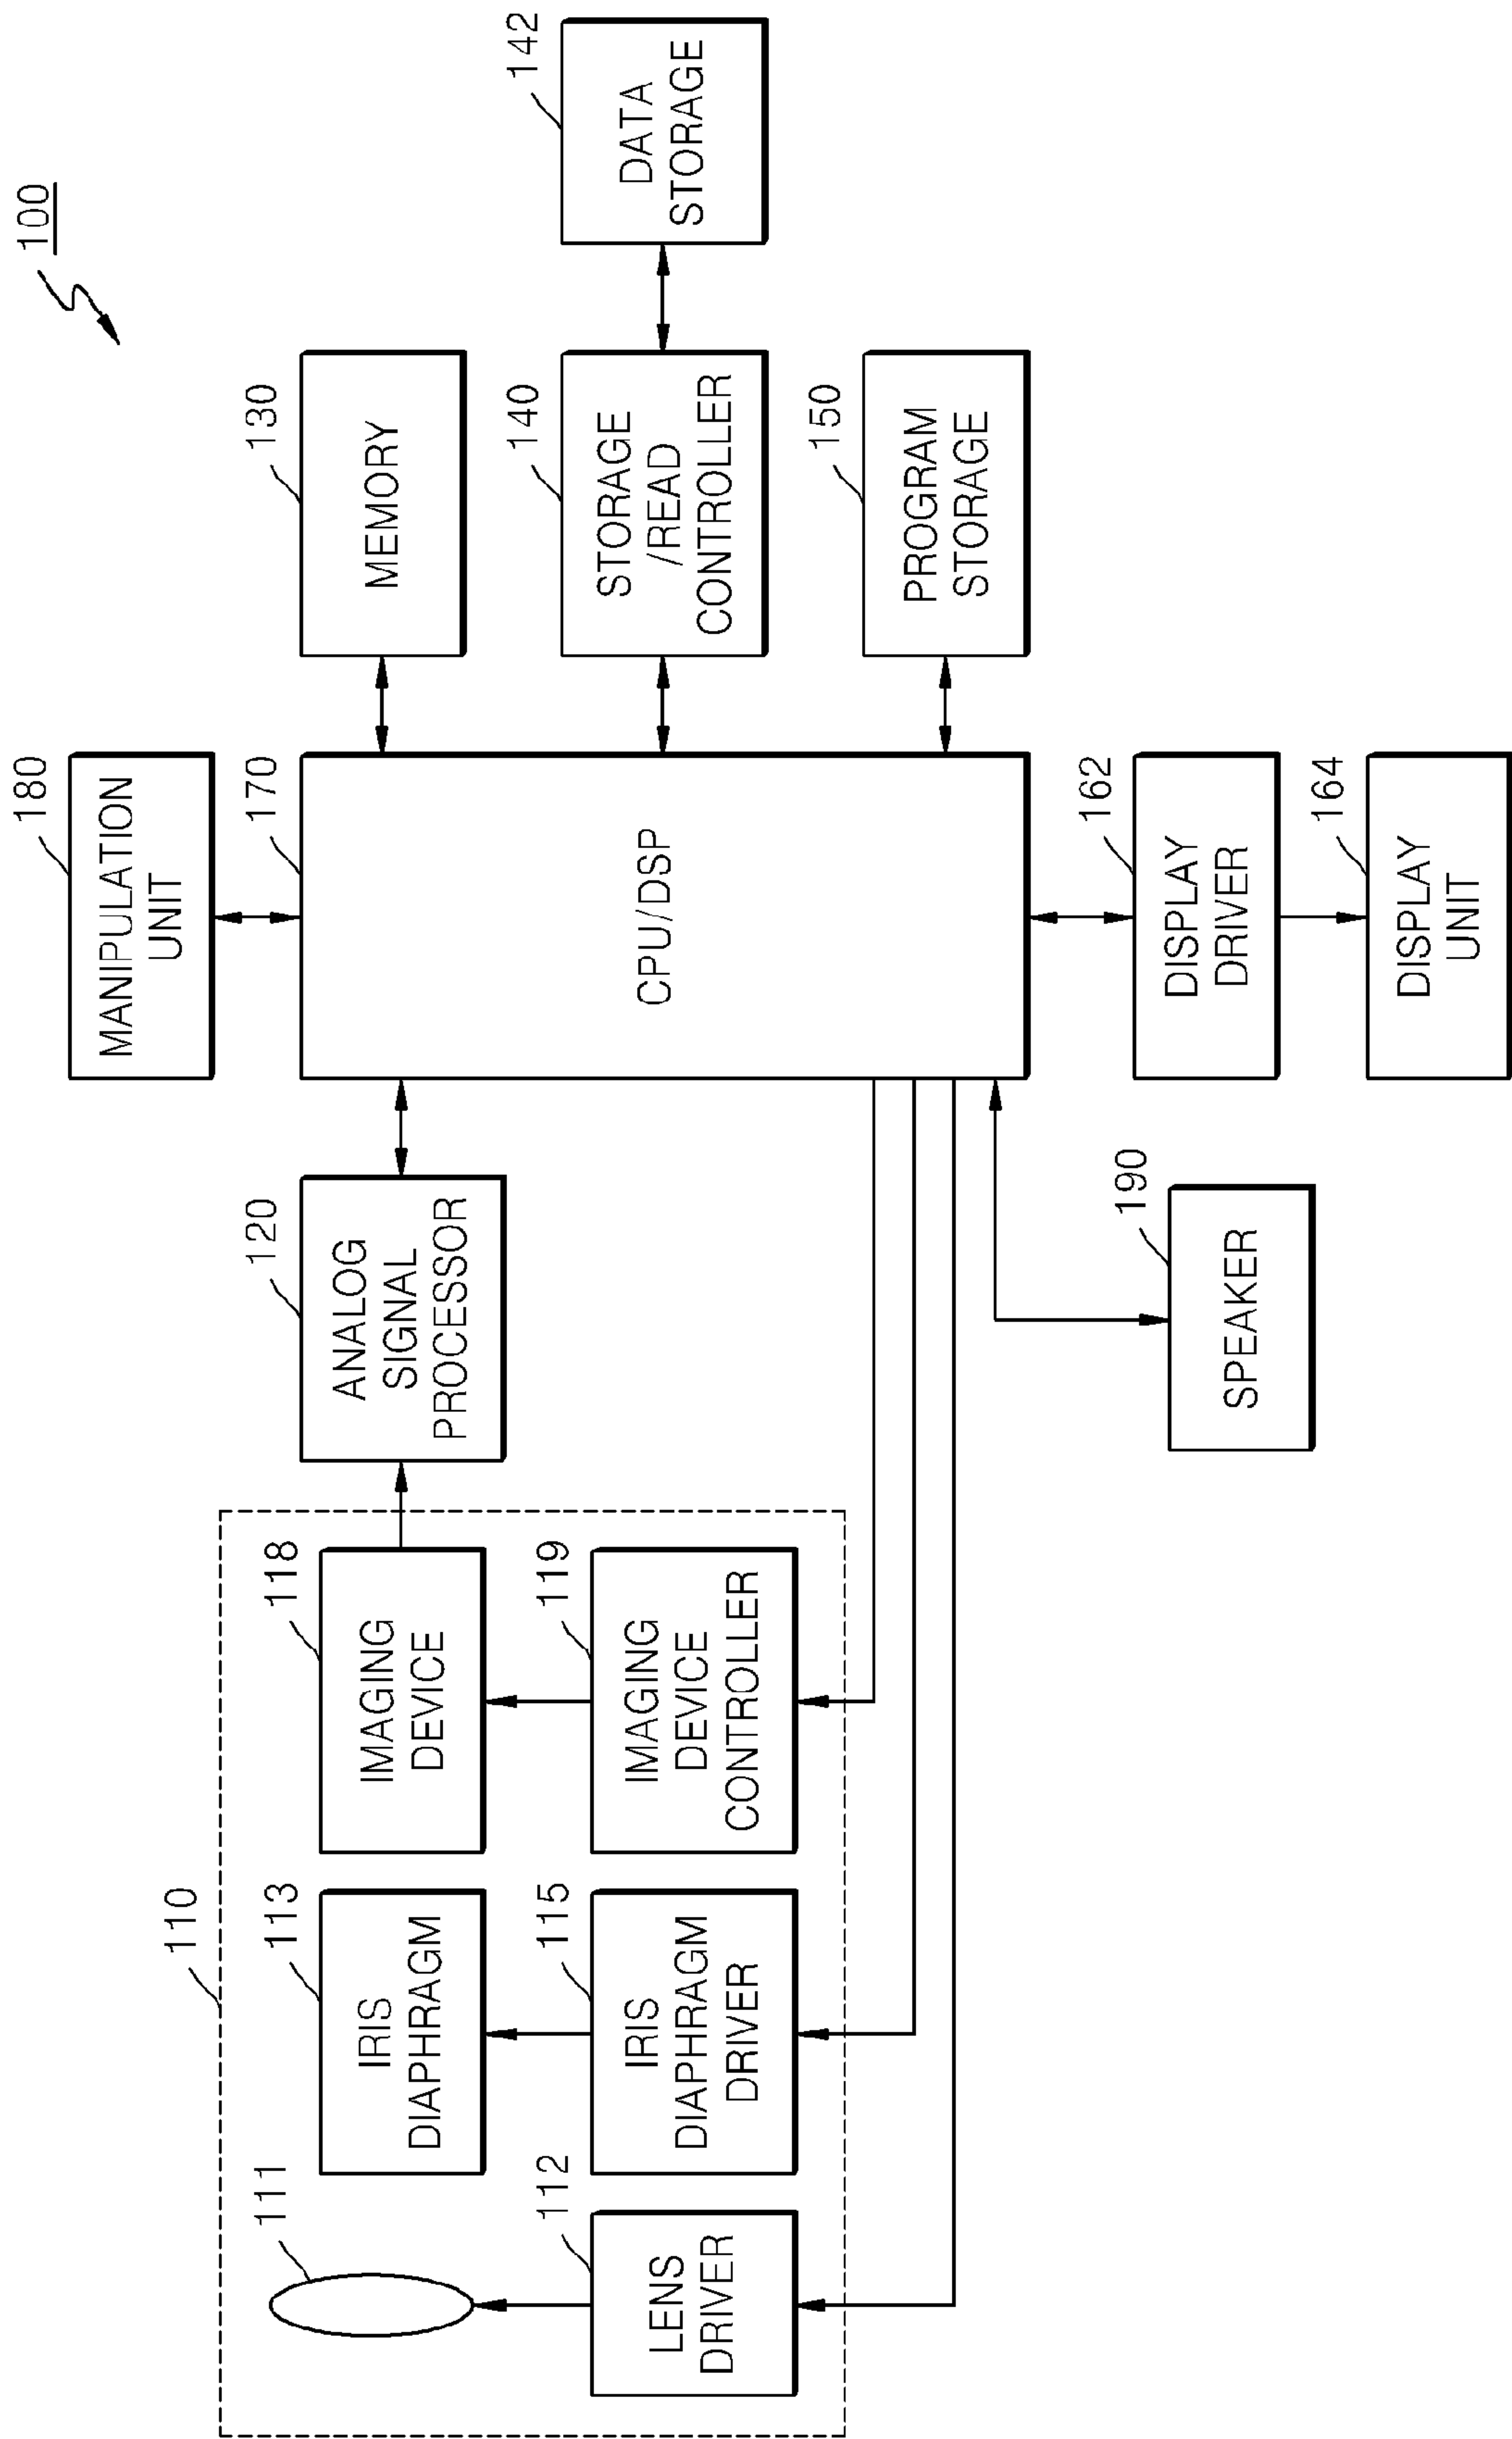 100
180
MANIPULATION
UNIT
110
111
113
IRIS
DIAPHRAGM
118
IMAGING
DEVICE
120
ANALOG
SIGNAL
PROCESSOR
170
CPU/DSP
130
MEMORY
112
LENS
DRIVER
115
IRIS
DIAPHRAGM
DRIVER
119
IMAGING
DEVICE
CONTROLLER
140
STORAGE
/READ
CONTROLLER
142
DATA
STORAGE
150
PROGRAM
STORAGE
190
SPEAKER
162
DISPLAY
DRIVER
164
DISPLAY
UNIT